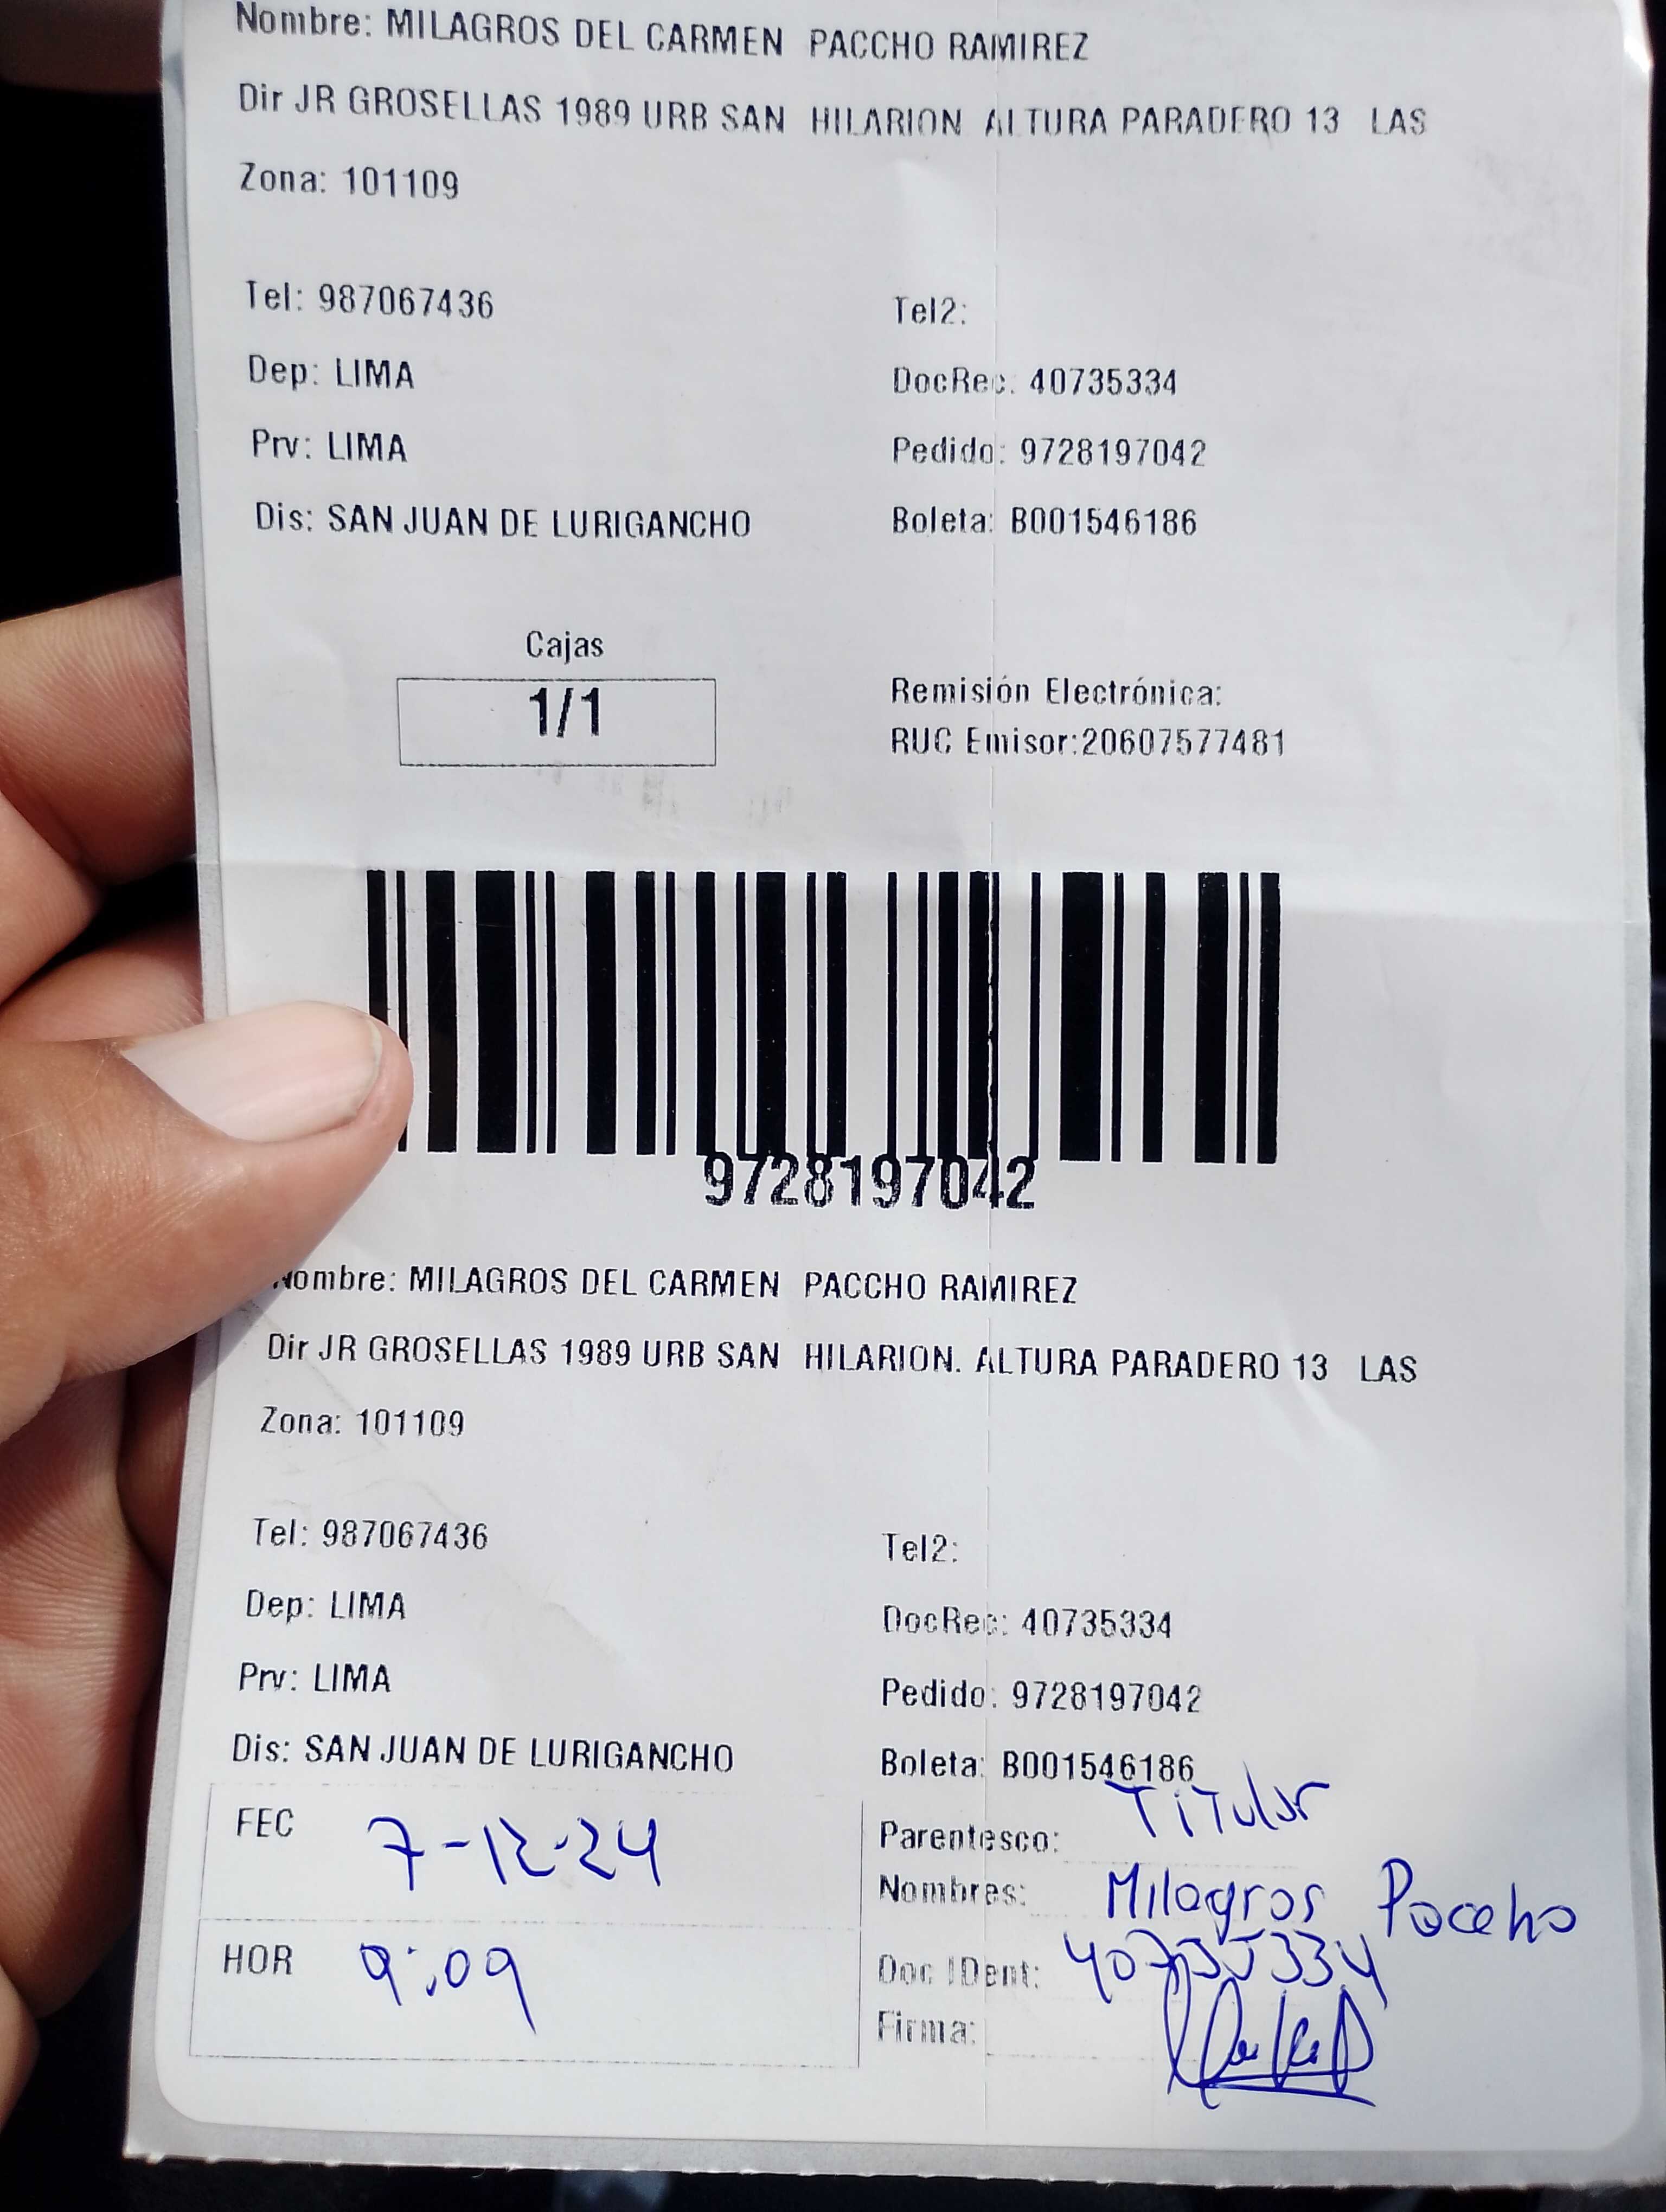 Nombre: MILAGROS DEL CARMEN PACCHO RAMIREZ
Dir JR GROSELLAS 1989 URB SAN HILARION. ALTURA PARADERO 13 LAS
Zona: 101109
Tel: 987067436 Tel2:
Dep: LIMA DocRec: 40735334
Prv: LIMA Pedido: 9728197042
Dis: SAN JUAN DE LURIGANCHO Boleta: B001546186
Cajas
1/1
Remisión Electrónica:
RUC Emisor:20607577481
9728197042
Nombre: MILAGROS DEL CARMEN PACCHO RAMIREZ
Dir JR GROSELLAS 1989 URB SAN HILARION. ALTURA PARADERO 13 LAS
Zona: 101109
Tel: 987067436 Tel2:
Dep: LIMA DocRec: 40735334
Prv: LIMA Pedido: 9728197042
Dis: SAN JUAN DE LURIGANCHO Boleta: B001546186
FEC 7-12-24
HOR 9:09
Parentesco: Titular
Nombres: Milagros Paccho
Doc IDent: 40735334
Firma: